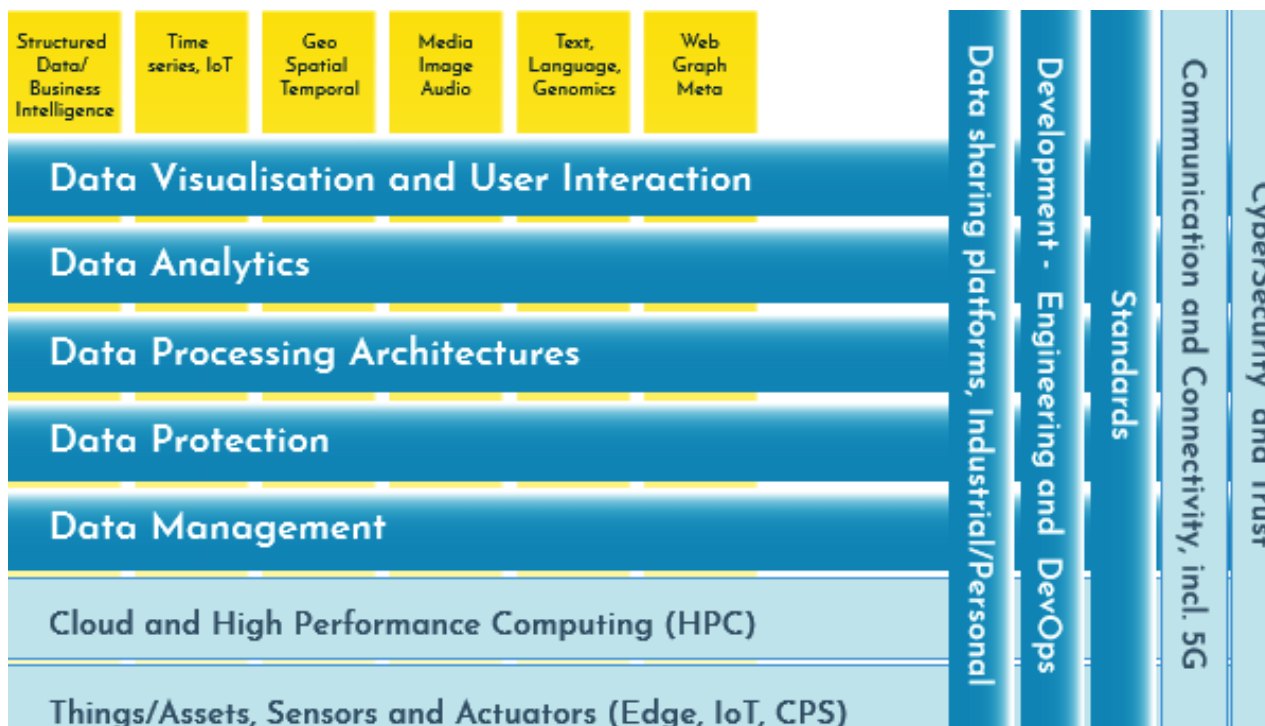 Structured
Data/
Business
Intelligence
Time
series, IoT
Geo
Spatial
Temporal
Media
Image
Audio
Text,
Language,
Genomics
Web
Graph
Meta
Data Visualisation and User Interaction
Data Analytics
Data Processing Architectures
Data Protection
Data Management
Cloud and High Performance Computing (HPC)
Things/Assets, Sensors and Actuators (Edge, IoT, CPS)
Data sharing platforms, Industrial/Personal
Development - Engineering and DevOps
Standards
Communication and Connectivity, incl. 5G
CyberSecurity and Trust